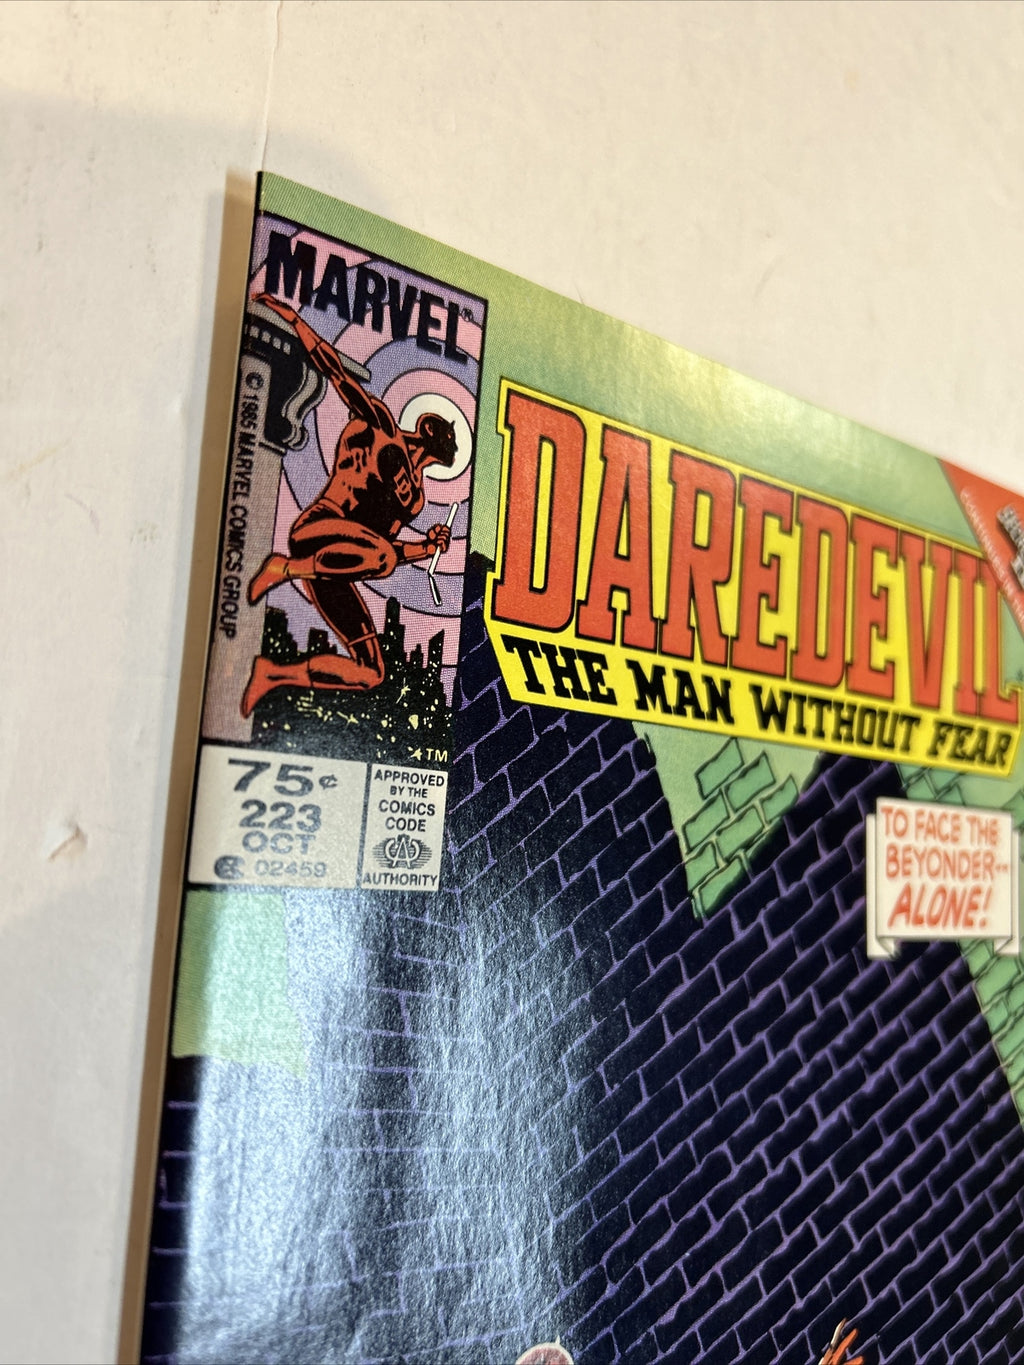 MARVEL®
© 1985 MARVEL COMICS GROUP
TM
75¢
223
OCT
02459
APPROVED
BY THE
COMICS
CODE
AUTHORITY
DAREDEVIL
THE MAN WITHOUT FEAR
TO FACE THE
BEYONDER--
ALONE!